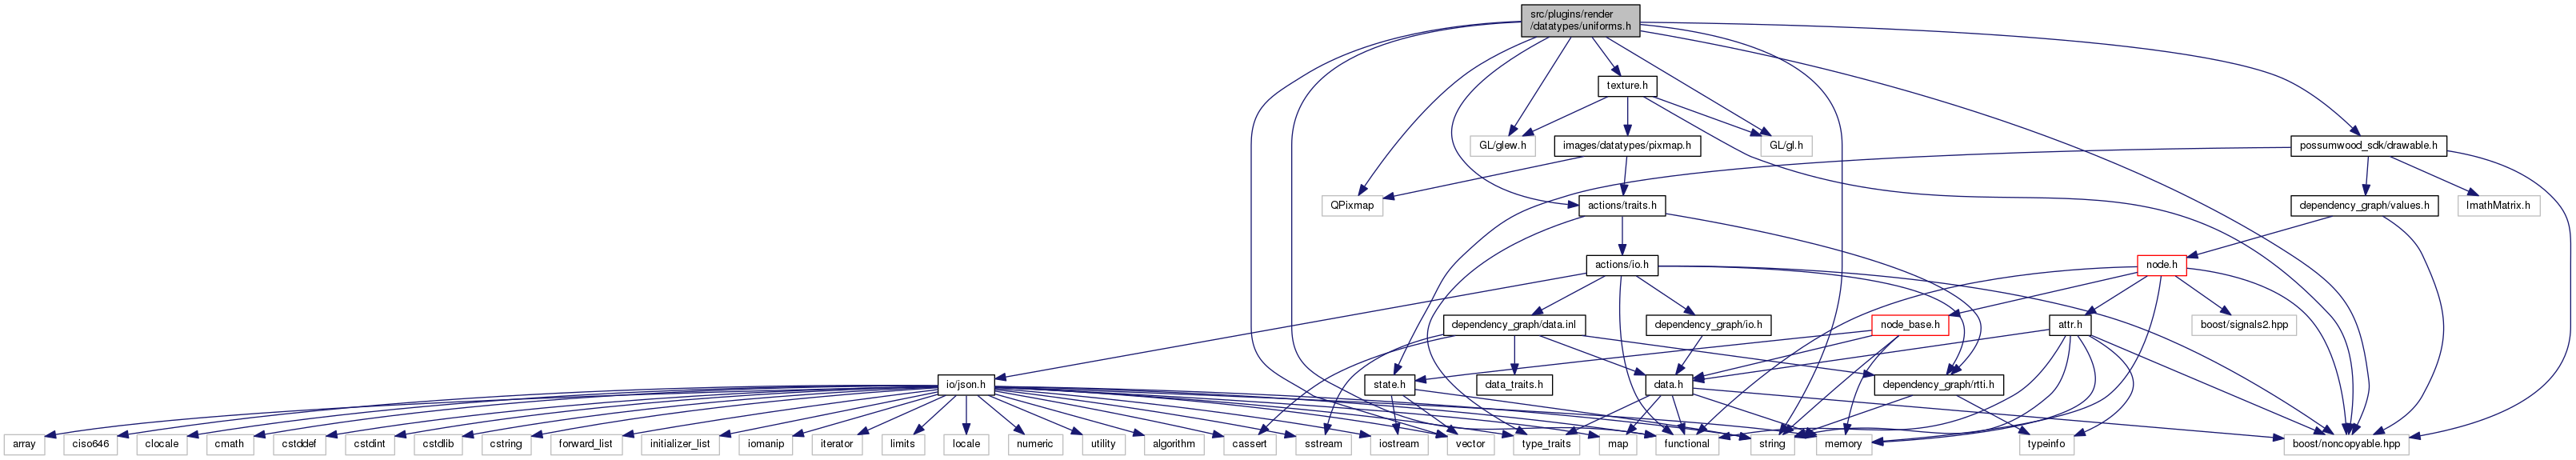 src/plugins/render
/datatypes/uniforms.h
texture.h
GL/glew.h
images/datatypes/pixmap.h
GL/gl.h
possumwood_sdk/drawable.h
QPixmap
actions/traits.h
dependency_graph/values.h
ImathMatrix.h
actions/io.h
node.h
dependency_graph/data.inl
dependency_graph/io.h
node_base.h
attr.h
boost/signals2.hpp
io/json.h
data_traits.h
state.h
data.h
dependency_graph/rtti.h
array
ciso646
clocale
cmath
cstddef
cstdint
cstdlib
cstring
forward_list
initializer_list
iomanip
iterator
limits
locale
numeric
utility
algorithm
cassert
sstream
iostream
vector
type_traits
map
functional
string
memory
typeinfo
boost/noncopyable.hpp